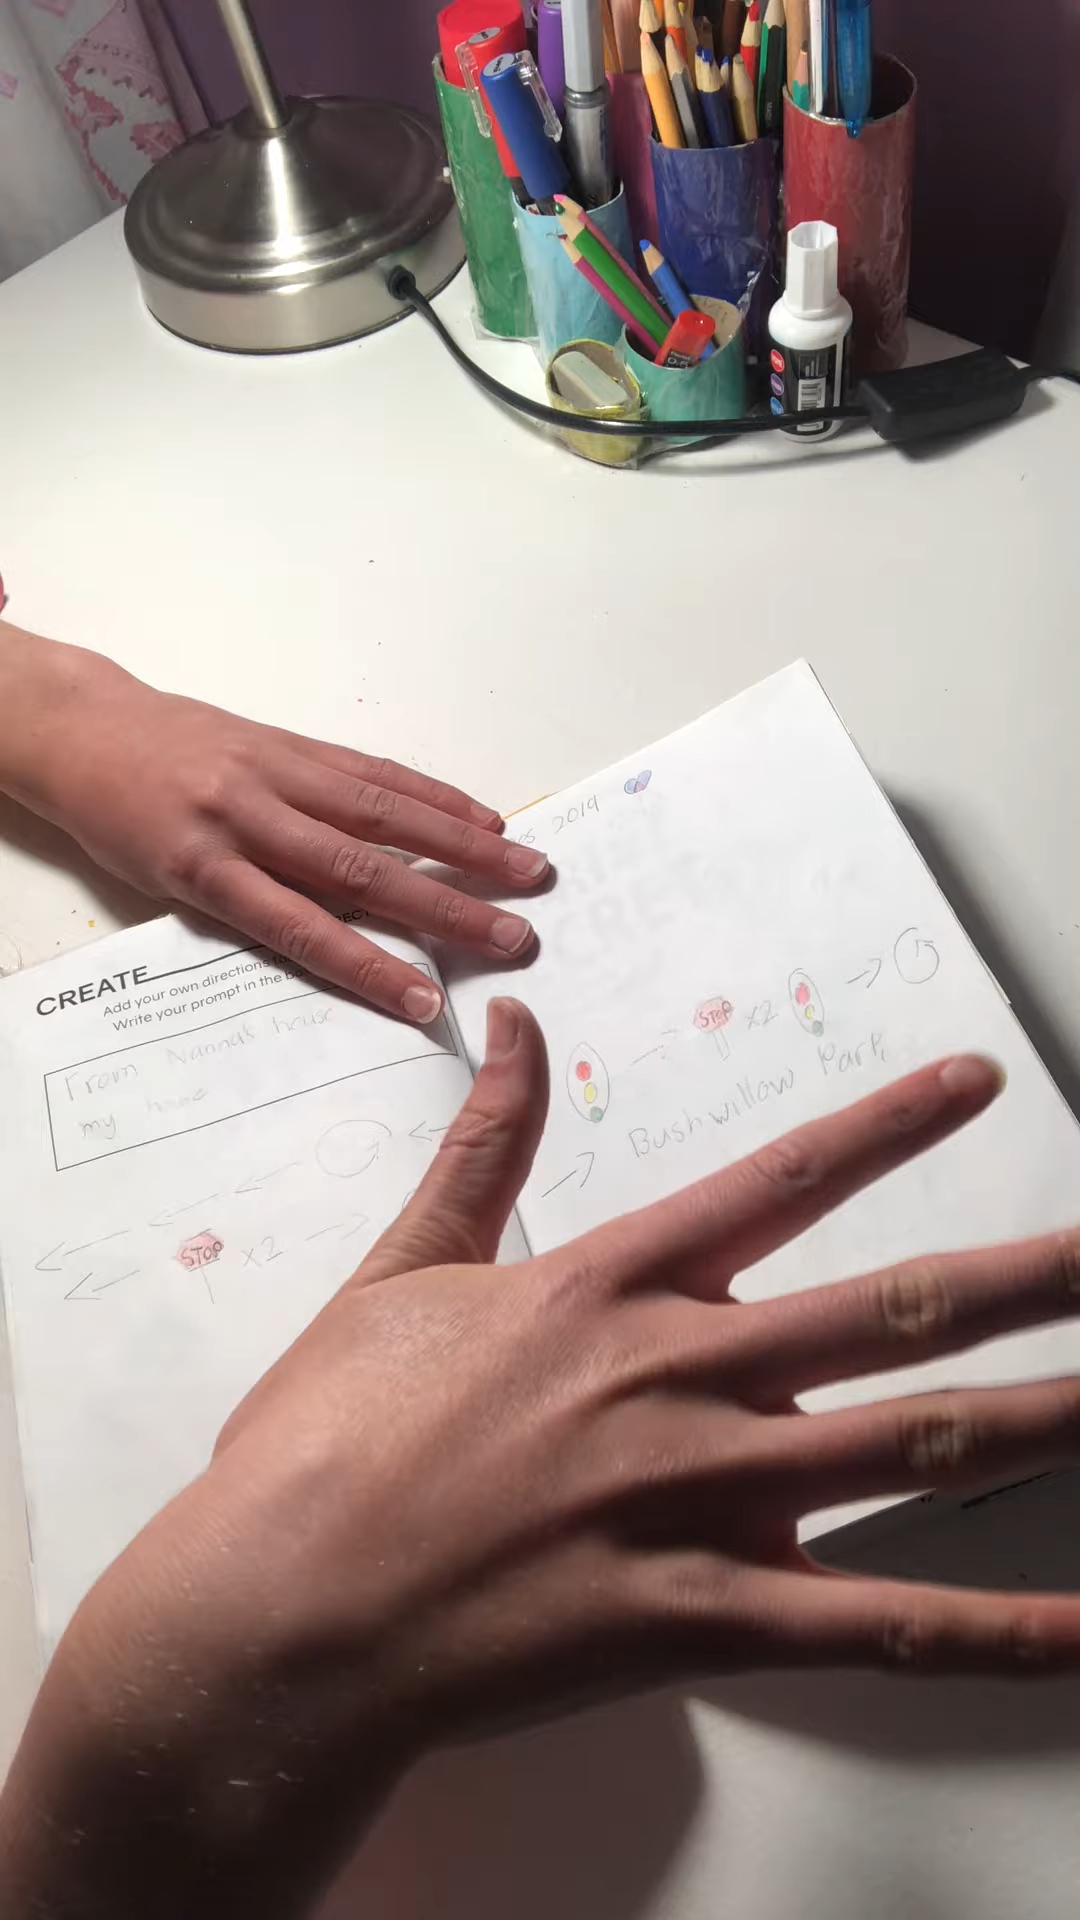 CREATE
Add your own directions
Write your prompt in the
From Nanna's house
my
STOP x2
2019
STOP x2
Bushwillow Park